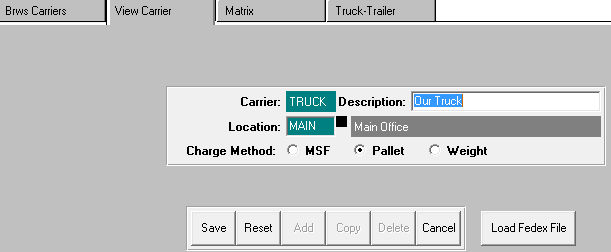 Brws Carriers View Carrier Matrix Truck-Trailer
Carrier: TRUCK Description: Our Truck
Location: MAIN Main Office
Charge Method: MSF Pallet Weight
Save Reset Add Copy Delete Cancel Load Fedex File